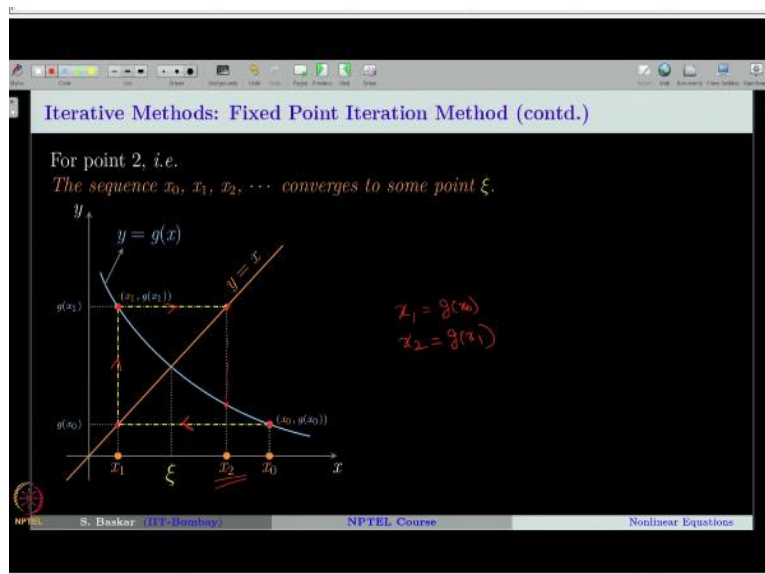 Iterative Methods: Fixed Point Iteration Method (contd.)
For point 2, i.e.
The sequence x₀, x₁, x₂, ⋯ converges to some point ξ.
y
y = g(x)
y = x
g(x₁)
(x₁, g(x₁))
x₁ = g(x₀)
x₂ = g(x₁)
g(x₀)
(x₀, g(x₀))
x₁
ξ
x₂
x₀
x
NPTEL
S. Baskar (IIT-Bombay)
NPTEL Course
Nonlinear Equations